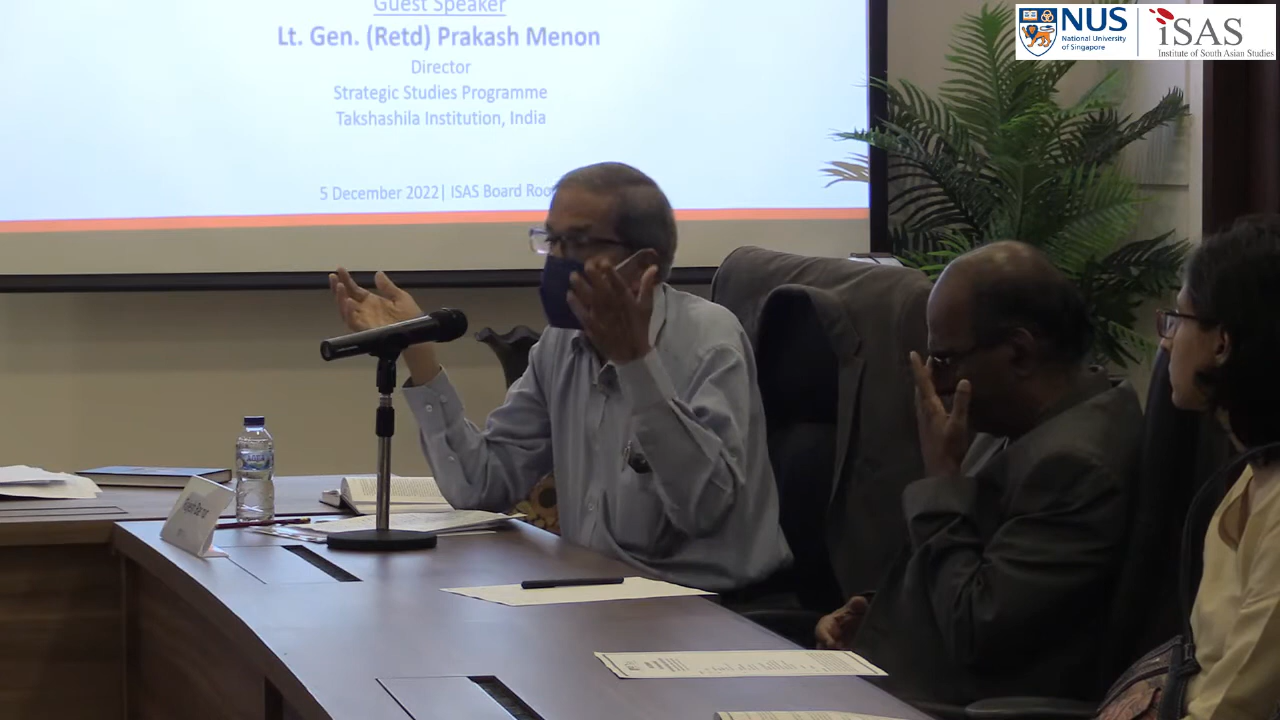 Guest Speaker
Lt. Gen. (Retd) Prakash Menon
Director
Strategic Studies Programme
Takshashila Institution, India
5 December 2022| ISAS Board
NUS
National University
of Singapore
iSAS
Institute of South Asian Studies